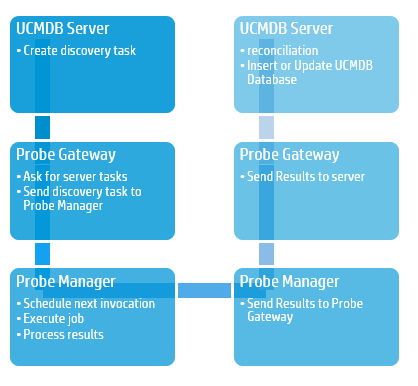 UCMDB Server
• Create discovery task
Probe Gateway
• Ask for server tasks
• Send discovery task to
Probe Manager
Probe Manager
• Schedule next invocation
• Execute job
• Process results
UCMDB Server
• reconciliation
• Insert or Update UCMDB
Database
Probe Gateway
• Send Results to server
Probe Manager
• Send Results to Probe
Gateway